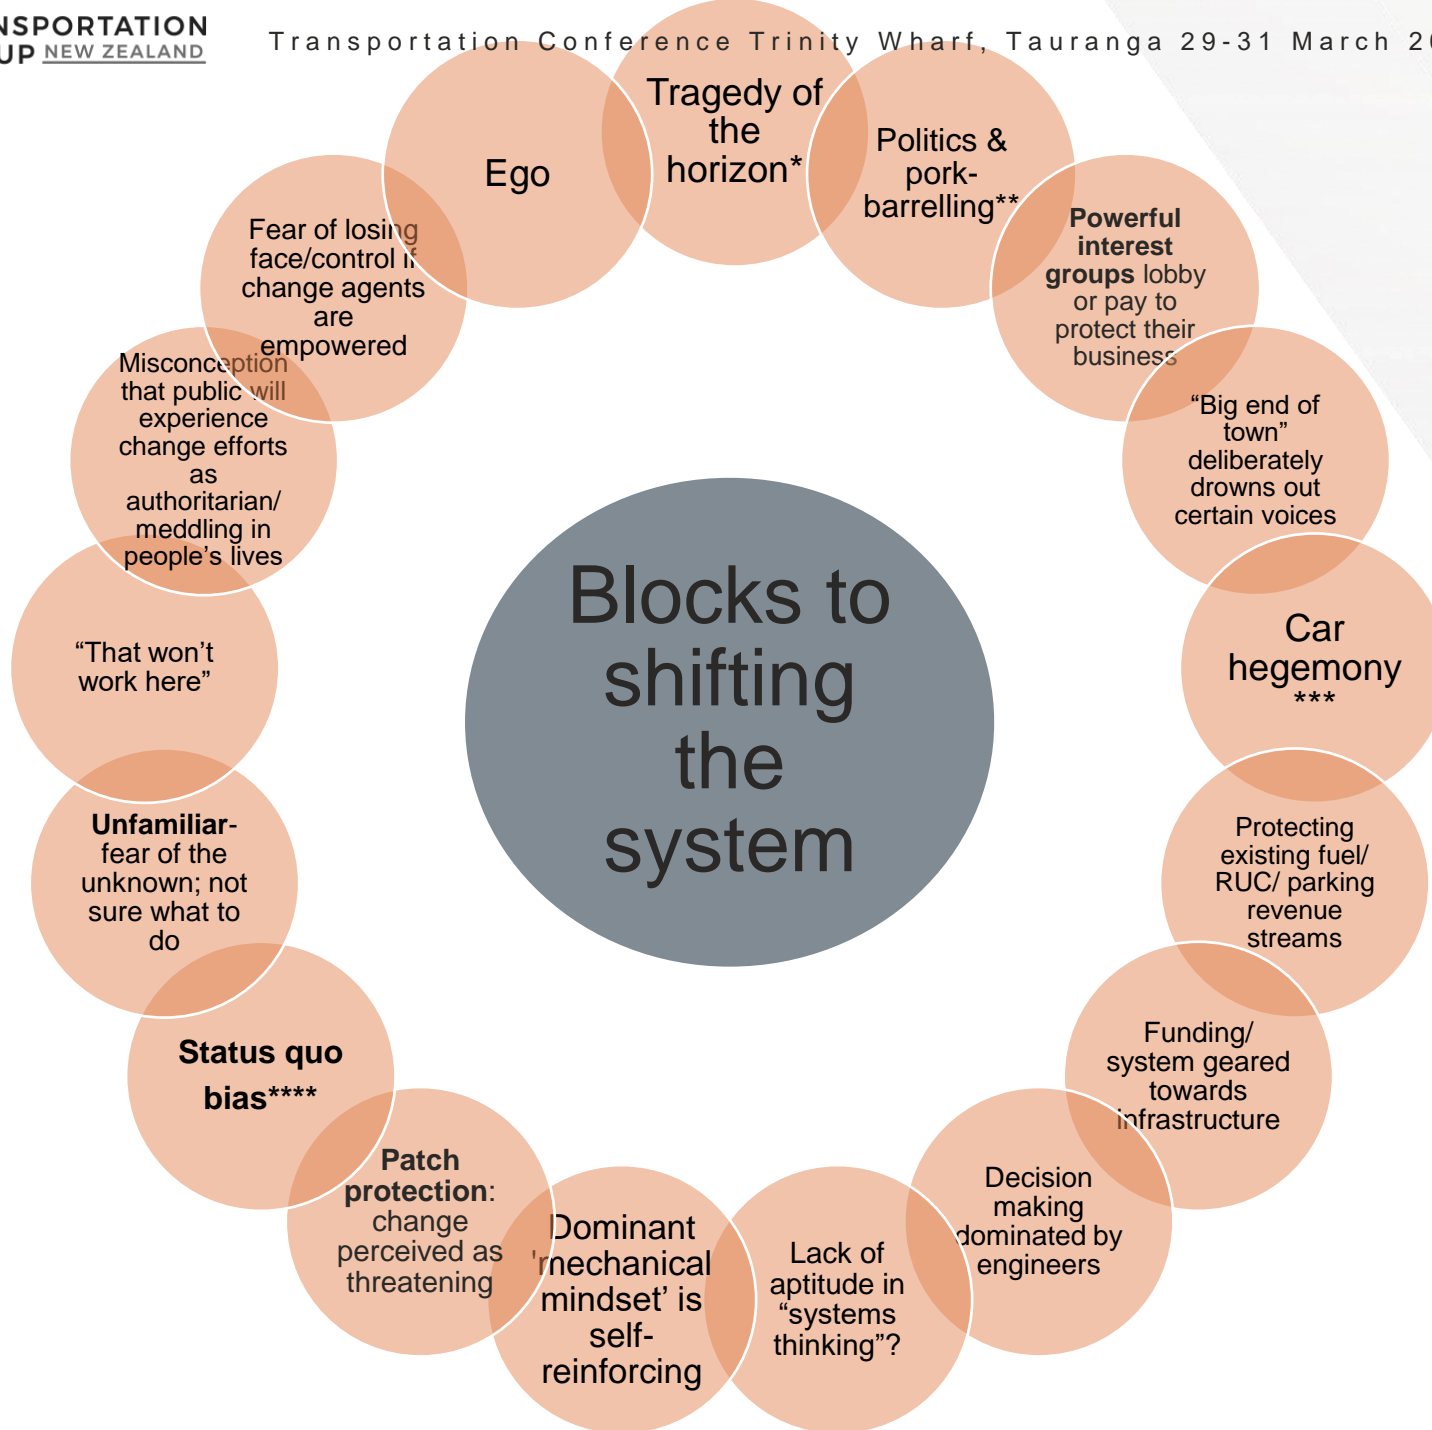 NSPORTATION
UP NEW ZEALAND
Transportation Conference Trinity Wharf, Tauranga 29-31 March
Tragedy of
the
horizon*
Politics &
pork-
barrelling**
Powerful
interest
groups lobby
or pay to
protect their
business
“Big end of
town”
deliberately
drowns out
certain voices
Car
hegemony
***
Protecting
existing fuel/
RUC/ parking
revenue
streams
Funding/
system geared
towards
infrastructure
Decision
making
dominated by
engineers
Lack of
aptitude in
“systems
thinking”?
Dominant
'mechanical
mindset’ is
self-
reinforcing
Patch
protection:
change
perceived as
threatening
Status quo
bias****
Unfamiliar-
fear of the
unknown; not
sure what to
do
“That won’t
work here”
Misconception
that public will
experience
change efforts
as
authoritarian/
meddling in
people’s lives
Fear of losing
face/control if
change agents
are
empowered
Ego
Blocks to
shifting
the
system